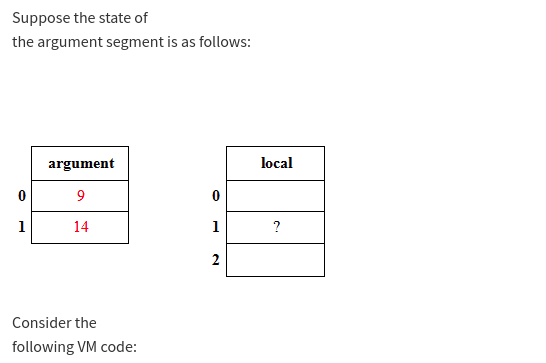 Suppose the state of
the argument segment is as follows:
argument local
0 9 0
1 14 1 ?
2
Consider the
following VM code: